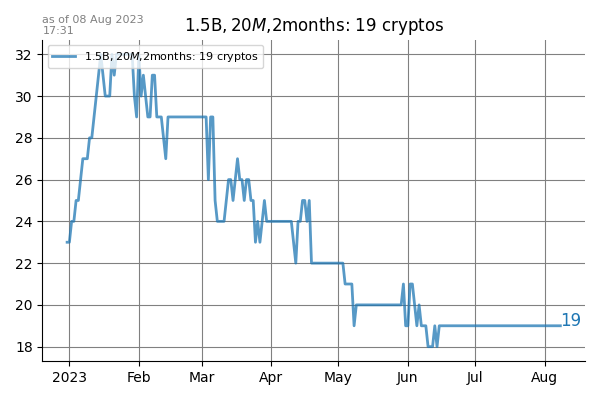 as of 08 Aug 2023
17:31
1.5B, 20M,2months: 19 cryptos
1.5B, 20M,2months: 19 cryptos
32
30
28
26
24
22
20
18
19
2023 Feb Mar Apr May Jun Jul Aug